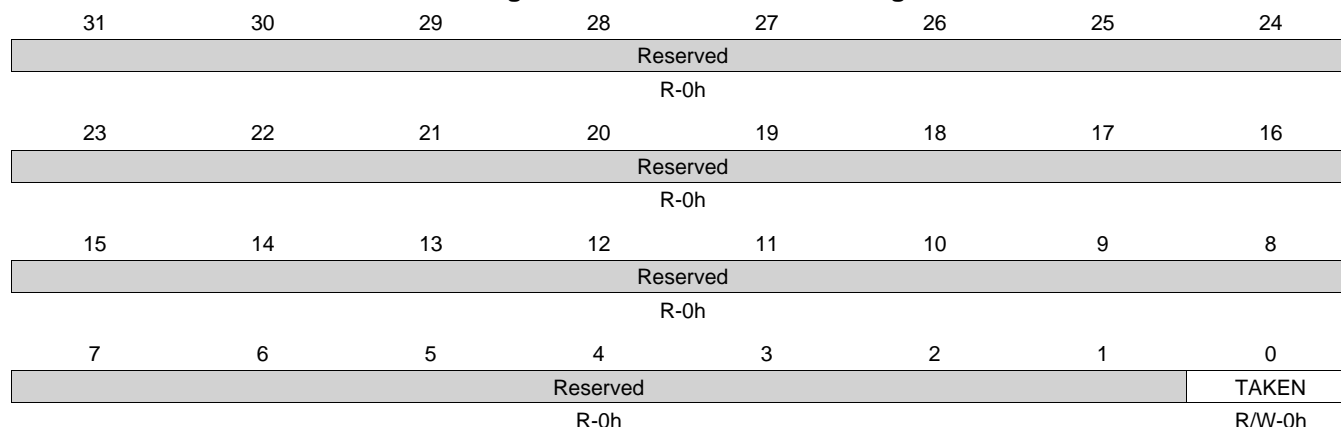 31 30 29 28 27 26 25 24
Reserved
R-0h
23 22 21 20 19 18 17 16
Reserved
R-0h
15 14 13 12 11 10 9 8
Reserved
R-0h
7 6 5 4 3 2 1 0
Reserved TAKEN
R-0h R/W-0h